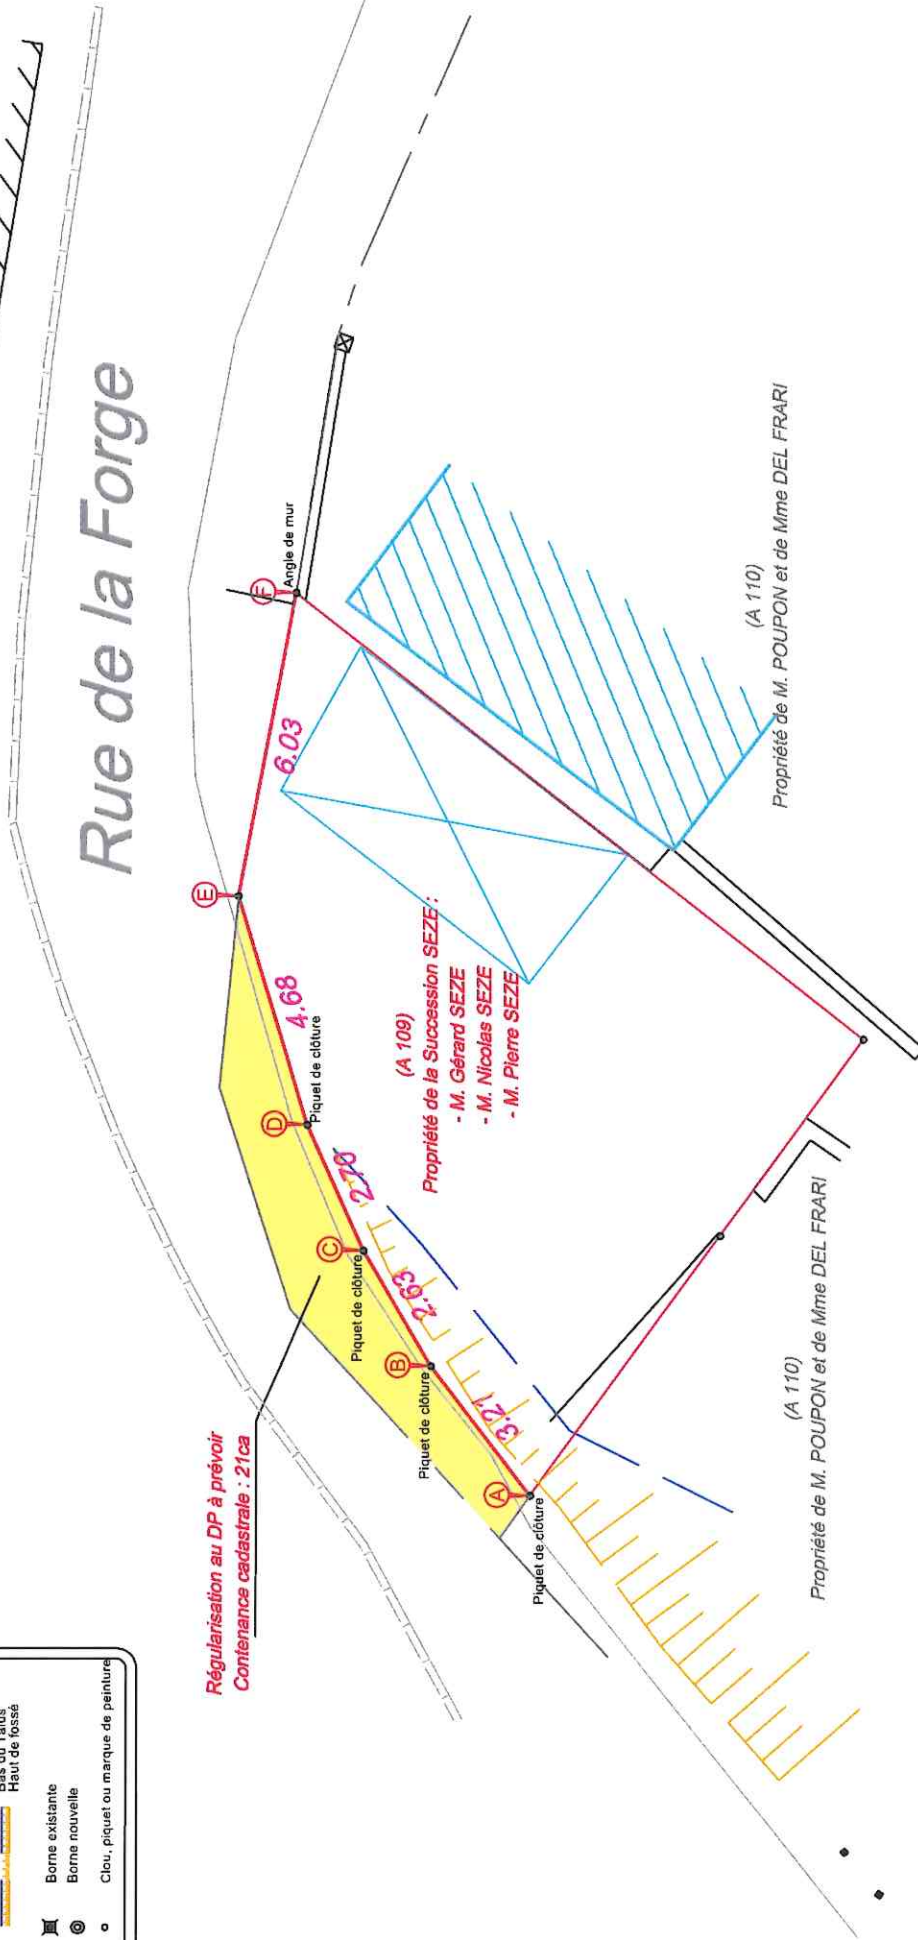 Rue de la Forge
Bas du Talus
Haut de fossé
Borne existante
Borne nouvelle
Clou, piquet ou marque de peinture
Régularisation au DP à prévoir
Contenance cadastrale : 21ca
A
Piquet de clôture
3.21
B
Piquet de clôture
2.63
C
Piquet de clôture
2.70
D
Piquet de clôture
4.68
E
6.03
F
Angle de mur
(A 109)
Propriété de la Succession SEZE :
- M. Gérard SEZE
- M. Nicolas SEZE
- M. Pierre SEZE
(A 110)
Propriété de M. POUPON et de Mme DEL FRARI
(A 110)
Propriété de M. POUPON et de Mme DEL FRARI